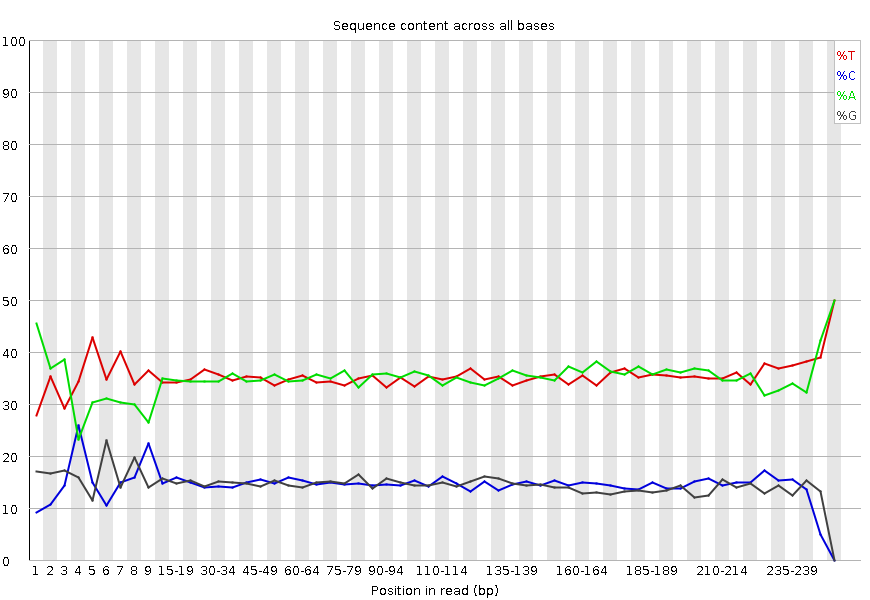 Sequence content across all bases
100
90
80
70
60
50
40
30
20
10
0
%T
%C
%A
%G
1 2 3 4 5 6 7 8 9 15-19 30-34 45-49 60-64 75-79 90-94 110-114 135-139 160-164 185-189 210-214 235-239
Position in read (bp)